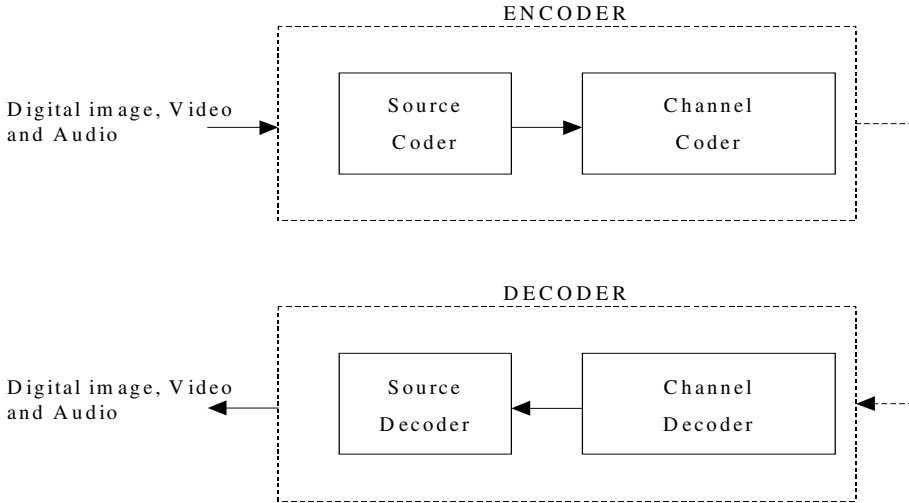 ENCODER
Digital image, Video
and Audio
Source
Coder
Channel
Coder
DECODER
Digital image, Video
and Audio
Source
Decoder
Channel
Decoder